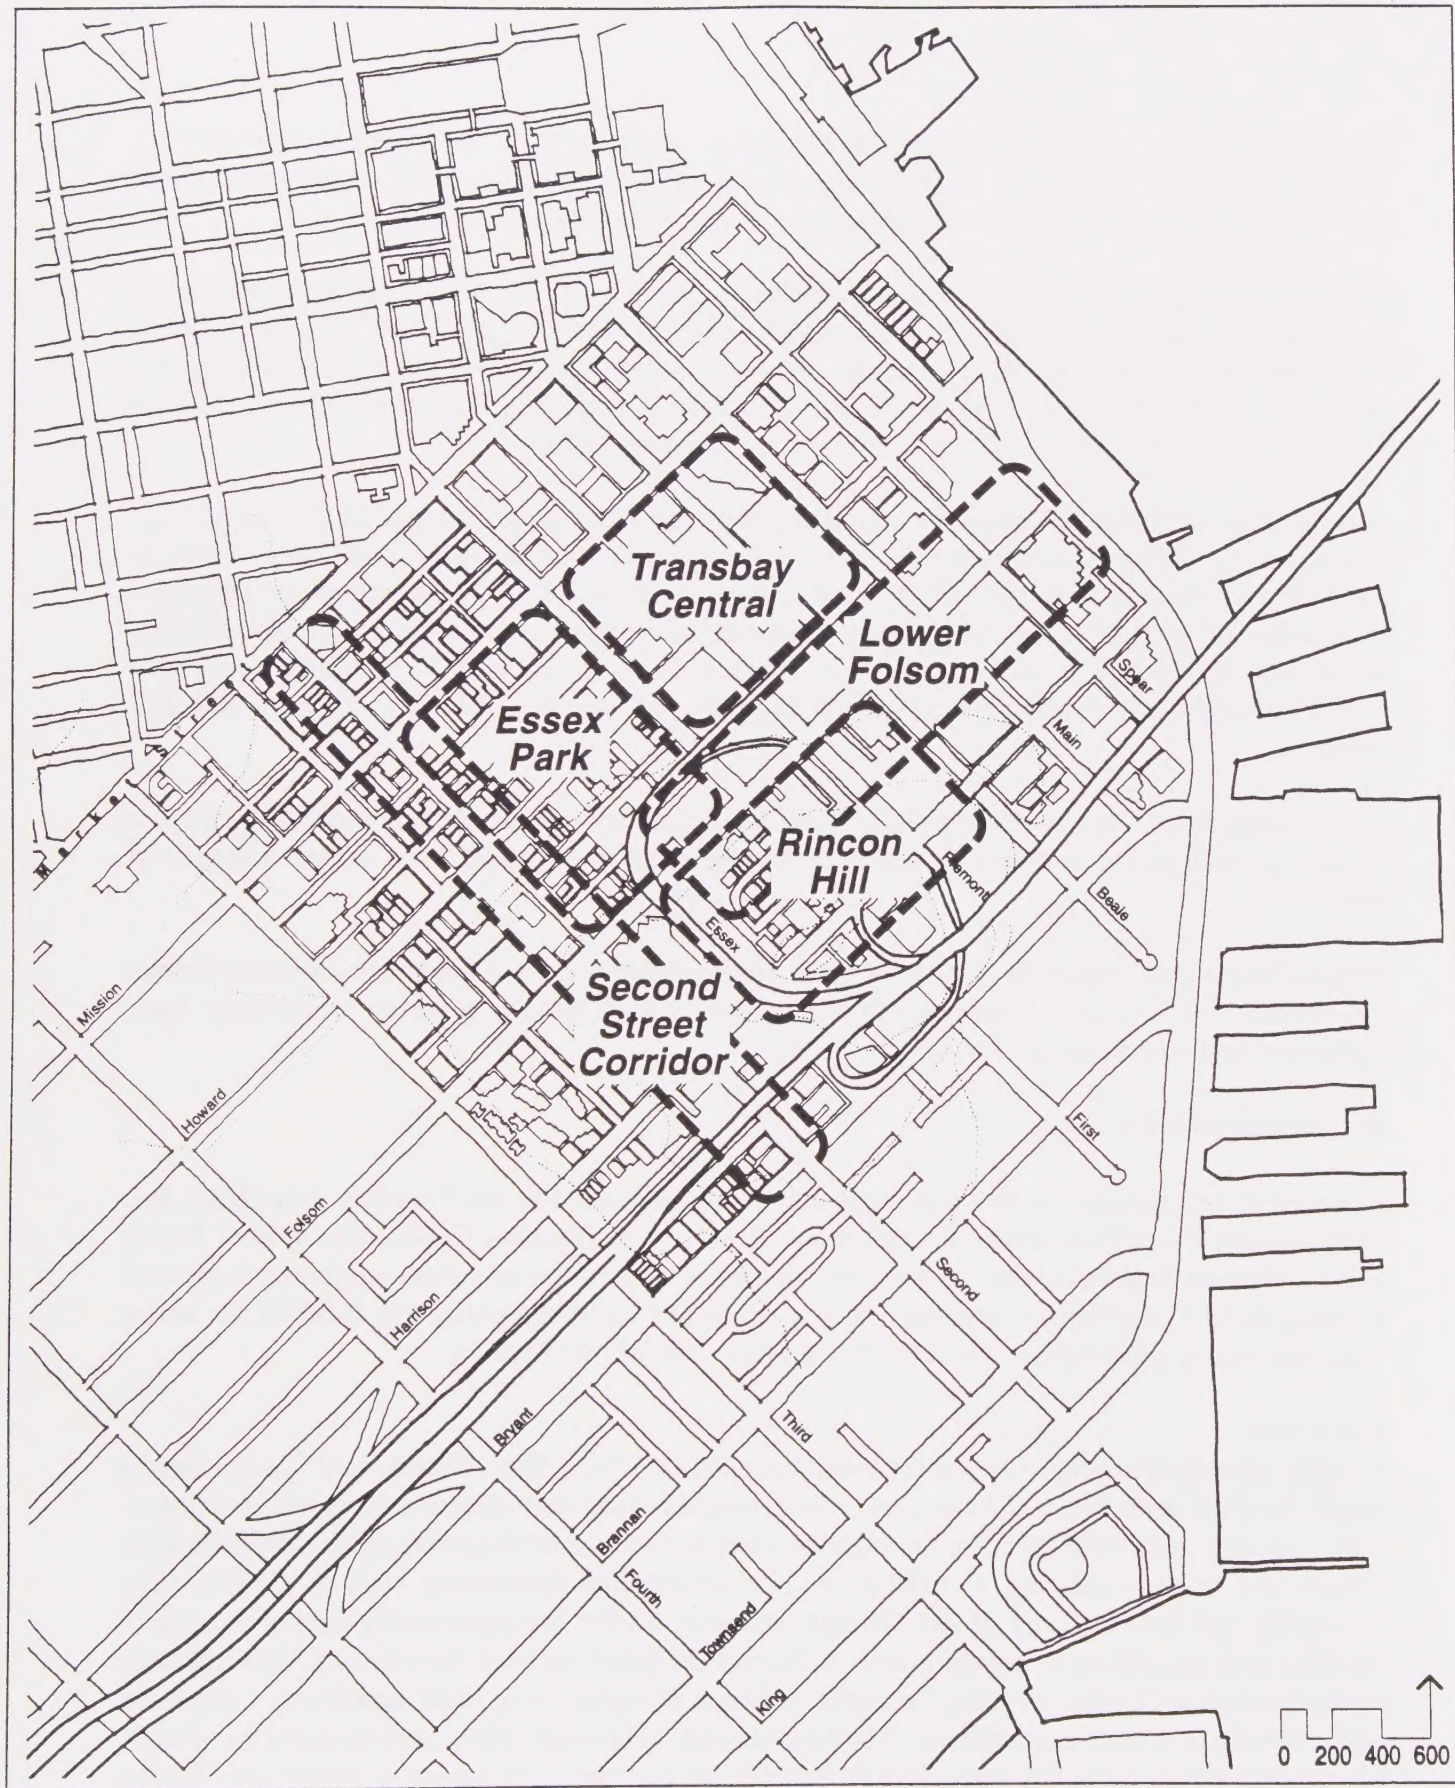 Transbay
Central
Lower
Folsom
Essex
Park
Rincon
Hill
Second
Street
Corridor
Spear
Main
Fremont
Beale
Essex
First
Second
Third
Fourth
Market
Mission
Howard
Folsom
Harrison
Bryant
Brannan
Townsend
King
0 200 400 600